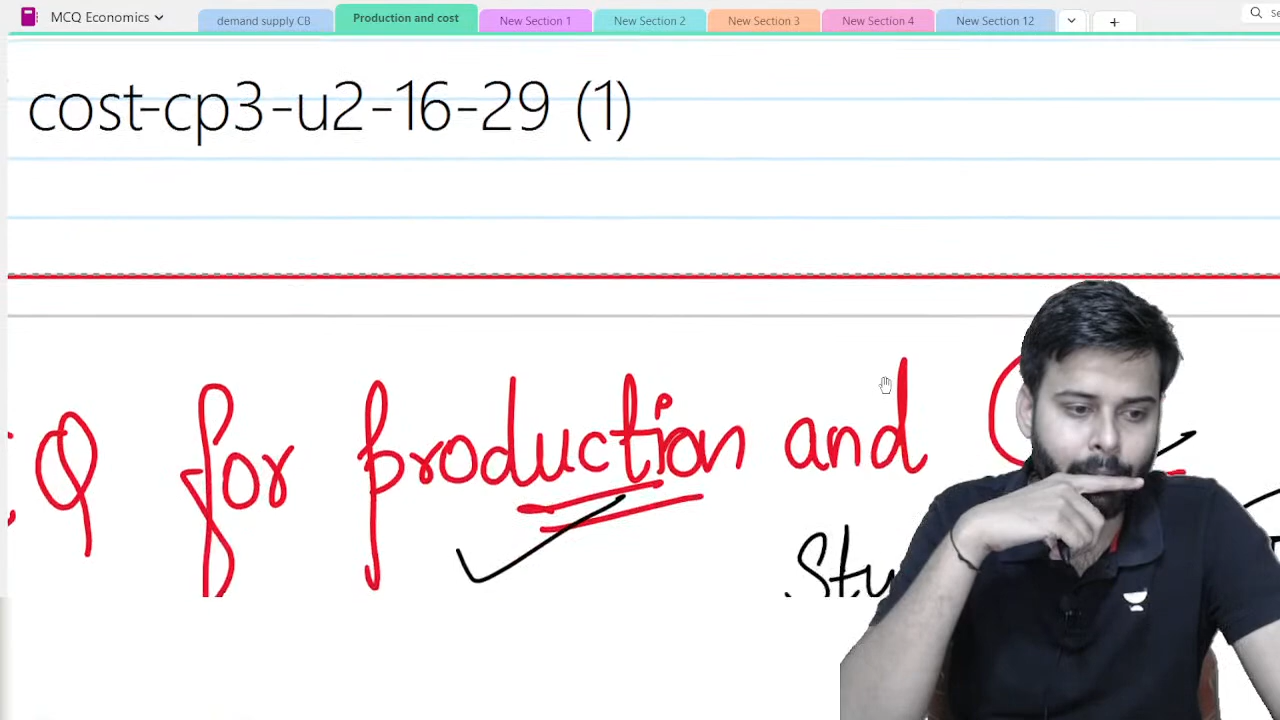 MCQ Economics
demand supply CB
Production and cost
New Section 1
New Section 2
New Section 3
New Section 4
New Section 12
cost-cp3-u2-16-29 (1)
Q for production and